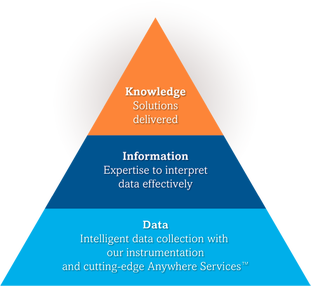 Knowledge
Solutions
delivered
Information
Expertise to interpret
data effectively
Data
Intelligent data collection with
our instrumentation
and cutting-edge Anywhere Services™